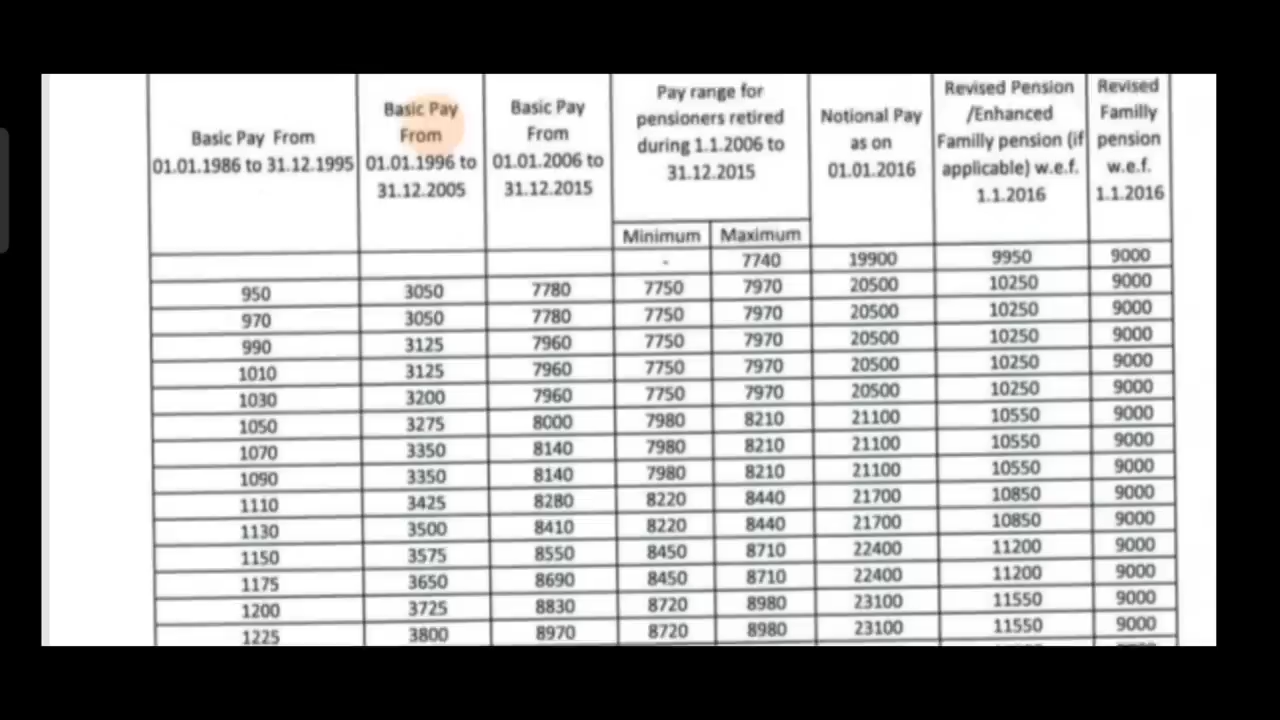 Basic Pay From
01.01.1986 to 31.12.1995
Basic Pay
From
01.01.1996 to
31.12.2005
Basic Pay
From
01.01.2006 to
31.12.2015
Pay range for
pensioners retired
during 1.1.2006 to
31.12.2015
Minimum Maximum
Notional Pay
as on
01.01.2016
Revised Pension
/Enhanced
Familly pension (if
applicable) w.e.f.
1.1.2016
Revised
Familly
pension
w.e.f.
1.1.2016
- 7740 19900 9950 9000
950 3050 7780 7750 7970 20500 10250 9000
970 3050 7780 7750 7970 20500 10250 9000
990 3125 7960 7750 7970 20500 10250 9000
1010 3125 7960 7750 7970 20500 10250 9000
1030 3200 7960 7750 7970 20500 10250 9000
1050 3275 8000 7980 8210 21100 10550 9000
1070 3350 8140 7980 8210 21100 10550 9000
1090 3350 8140 7980 8210 21100 10550 9000
1110 3425 8280 8220 8440 21700 10850 9000
1130 3500 8410 8220 8440 21700 10850 9000
1150 3575 8550 8450 8710 22400 11200 9000
1175 3650 8690 8450 8710 22400 11200 9000
1200 3725 8830 8720 8980 23100 11550 9000
1225 3800 8970 8720 8980 23100 11550 9000